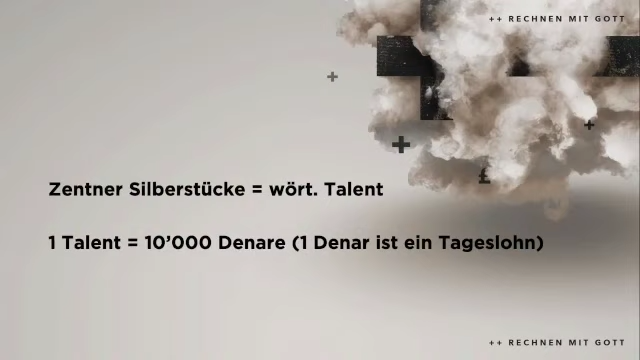 ++ RECHNEN MIT GOTT
Zentner Silberstücke = wört. Talent
1 Talent = 10’000 Denare (1 Denar ist ein Tageslohn)
++ RECHNEN MIT GOTT